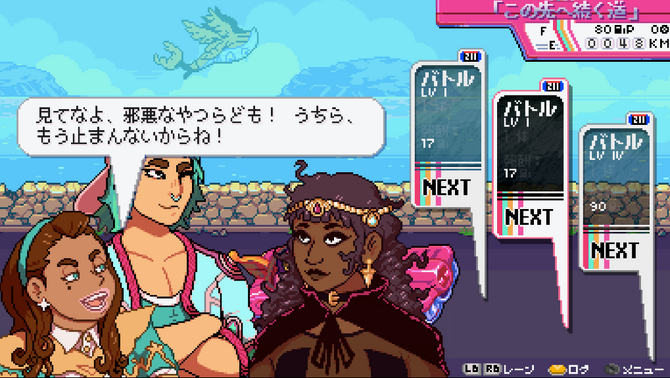 「この先へ続く道」
F
80 HP
E
0048KM
見てなよ、邪悪なやつらども！ うちら、
もう止まんないからね！
バトル
LV I
17
NEXT
バトル
LV I
17
NEXT
バトル
LV IV
90
NEXT
LB RB レーン
ログ
メニュー